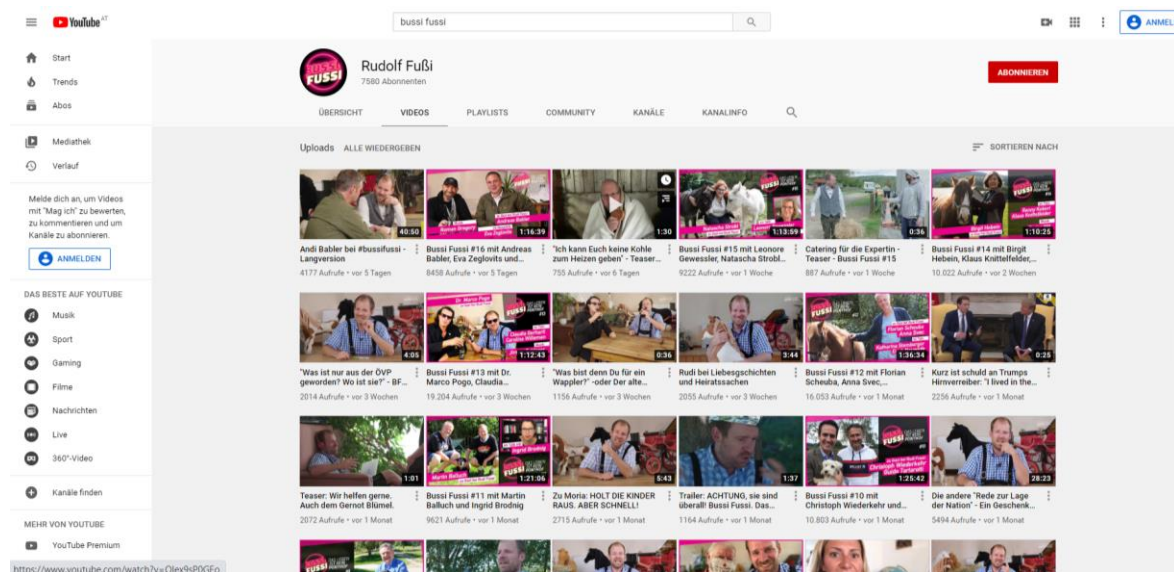 YouTube AT
bussi fussi
ANMEL
Start
Trends
Abos
Mediathek
Verlauf
Melde dich an, um Videos
mit "Mag ich" zu bewerten,
zu kommentieren und um
Kanäle zu abonnieren.
ANMELDEN
DAS BESTE AUF YOUTUBE
Musik
Sport
Gaming
Filme
Nachrichten
Live
360°-Video
Kanäle finden
MEHR VON YOUTUBE
YouTube Premium
BUSSI
FUSSI
Rudolf Fußi
7580 Abonnenten
ABONNIEREN
ÜBERSICHT VIDEOS PLAYLISTS COMMUNITY KANÄLE KANALINFO
Uploads ALLE WIEDERGEBEN
SORTIEREN NACH
40:50
Andi Babler bei #bussifussi -
Langversion
4177 Aufrufe • vor 5 Tagen
1:16:39
Bussi Fussi #16 mit Andreas
Babler, Eva Zeglovits und...
8458 Aufrufe • vor 5 Tagen
1:30
"Ich kann Euch keine Kohle
zum Heizen geben" - Teaser...
755 Aufrufe • vor 6 Tagen
1:13:59
Bussi Fussi #15 mit Leonore
Gewessler, Natascha Strobl...
9222 Aufrufe • vor 1 Woche
0:36
Catering für die Expertin -
Teaser - Bussi Fussi #15
887 Aufrufe • vor 1 Woche
1:10:25
Bussi Fussi #14 mit Birgit
Hebein, Klaus Knittelfelder,...
10.022 Aufrufe • vor 2 Wochen
4:05
"Was ist nur aus der ÖVP
geworden? Wo ist sie?" - BF...
2014 Aufrufe • vor 3 Wochen
Dr. Marco Pogo
1:12:43
Bussi Fussi #13 mit Dr.
Marco Pogo, Claudia...
19.204 Aufrufe • vor 3 Wochen
0:36
"Was bist denn Du für ein
Wappler?" -oder Der alte...
1156 Aufrufe • vor 3 Wochen
3:44
Rudi bei Liebesgschichten
und Heiratssachen
2055 Aufrufe • vor 3 Wochen
1:36:34
Bussi Fussi #12 mit Florian
Scheuba, Anna Svec,...
16.053 Aufrufe • vor 1 Monat
0:25
Kurz ist schuld an Trumps
Hirnverreiber: "I lived in the...
2256 Aufrufe • vor 1 Monat
1:01
Teaser: Wir helfen gerne.
Auch dem Gernot Blümel.
2072 Aufrufe • vor 1 Monat
Ingrid Brodnig
Martin Balluch
1:21:06
Bussi Fussi #11 mit Martin
Balluch und Ingrid Brodnig
9621 Aufrufe • vor 1 Monat
5:43
Zu Moria: HOLT DIE KINDER
RAUS. ABER SCHNELL!
2715 Aufrufe • vor 1 Monat
1:37
Trailer: ACHTUNG, sie sind
überall! Bussi Fussi. Das...
1164 Aufrufe • vor 1 Monat
1:25:42
Bussi Fussi #10 mit
Christoph Wiederkehr und...
10.803 Aufrufe • vor 1 Monat
28:23
Die andere "Rede zur Lage
der Nation" - Ein Geschenk...
5494 Aufrufe • vor 1 Monat